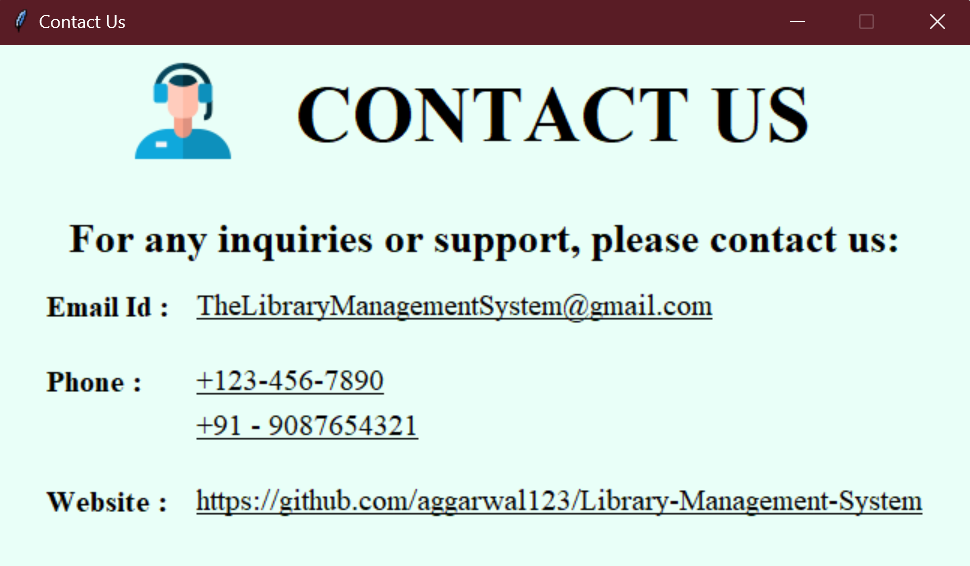 Contact Us
CONTACT US
For any inquiries or support, please contact us:
Email Id : TheLibraryManagementSystem@gmail.com
Phone : +123-456-7890
+91 - 9087654321
Website : https://github.com/aggarwal123/Library-Management-System